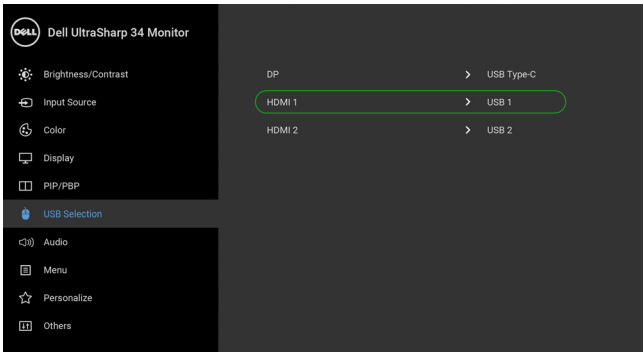 DELL Dell UltraSharp 34 Monitor
Brightness/Contrast
Input Source
Color
Display
PIP/PBP
USB Selection
Audio
Menu
Personalize
Others
DP > USB Type-C
HDMI 1 > USB 1
HDMI 2 > USB 2